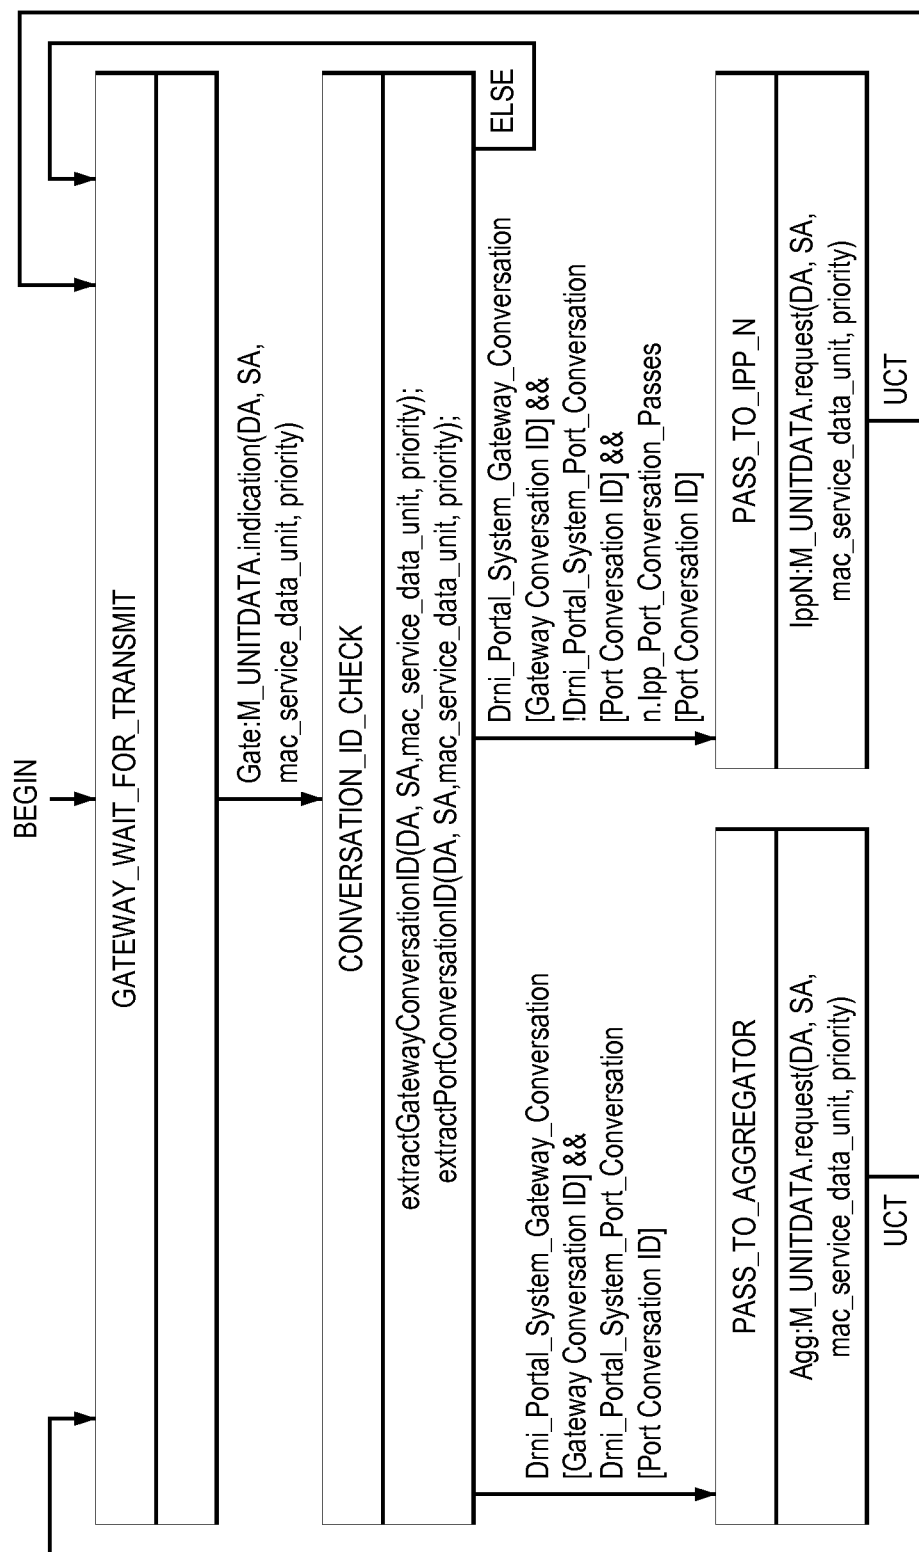 BEGIN
GATEWAY_WAIT_FOR_TRANSMIT
Gate:M_UNITDATA.indication(DA, SA,
mac_service_data_unit, priority)
CONVERSATION_ID_CHECK
extractGatewayConversationID(DA, SA,mac_service_data_unit, priority);
extractPortConversationID(DA, SA,mac_service_data_unit, priority);
ELSE
Drni_Portal_System_Gateway_Conversation
[Gateway Conversation ID] &&
Drni_Portal_System_Port_Conversation
[Port Conversation ID]
Drni_Portal_System_Gateway_Conversation
[Gateway Conversation ID] &&
!Drni_Portal_System_Port_Conversation
[Port Conversation ID] &&
n.Ipp_Port_Conversation_Passes
[Port Conversation ID]
PASS_TO_AGGREGATOR
Agg:M_UNITDATA.request(DA, SA,
mac_service_data_unit, priority)
UCT
PASS_TO_IPP_N
IppN:M_UNITDATA.request(DA, SA,
mac_service_data_unit, priority)
UCT